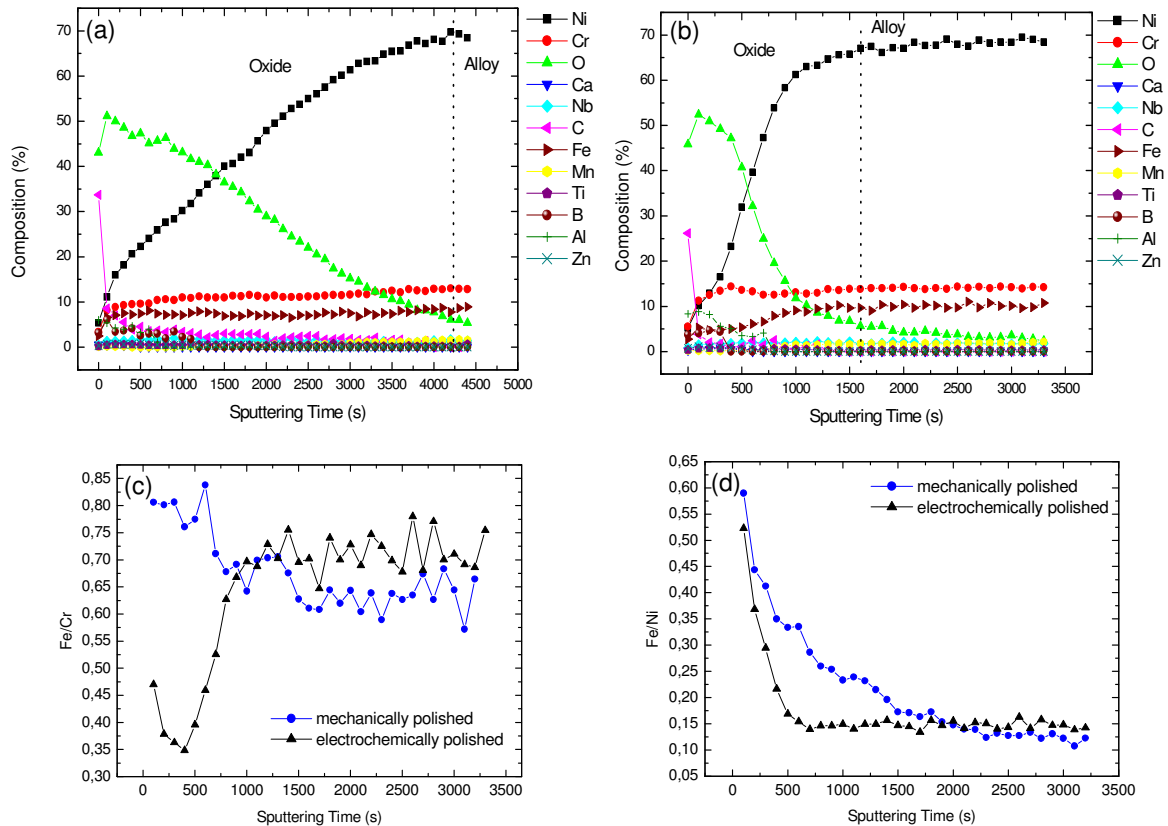 (a)
Oxide
Alloy
Ni
Cr
O
Ca
Nb
C
Fe
Mn
Ti
B
Al
Zn
70
60
50
40
30
20
10
0
Composition (%)
0 500 1000 1500 2000 2500 3000 3500 4000 4500 5000
Sputtering Time (s)
(b)
Oxide
Alloy
Ni
Cr
O
Ca
Nb
C
Fe
Mn
Ti
B
Al
Zn
70
60
50
40
30
20
10
0
Composition (%)
0 500 1000 1500 2000 2500 3000 3500
Sputtering Time (s)
(c)
0,85
0,80
0,75
0,70
0,65
0,60
0,55
0,50
0,45
0,40
0,35
0,30
Fe/Cr
mechanically polished
electrochemically polished
0 500 1000 1500 2000 2500 3000 3500
Sputtering Time (s)
(d)
0,65
0,60
0,55
0,50
0,45
0,40
0,35
0,30
0,25
0,20
0,15
0,10
0,05
Fe/Ni
mechanically polished
electrochemically polished
0 500 1000 1500 2000 2500 3000 3500
Sputtering Time (s)